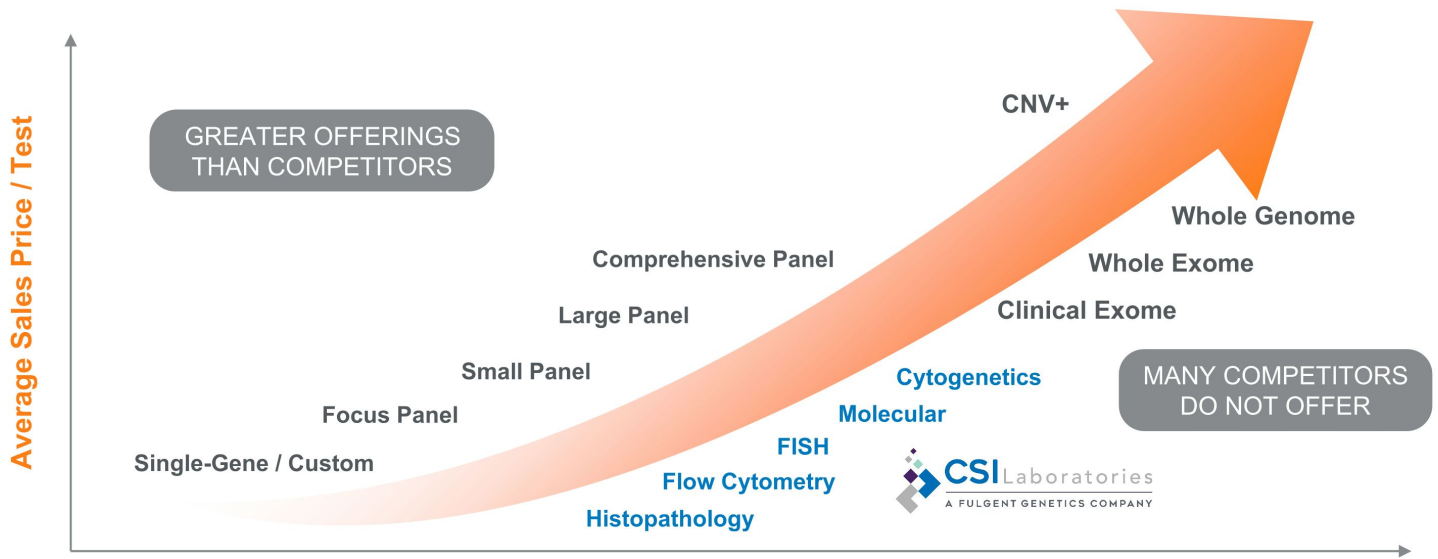 Average Sales Price / Test
GREATER OFFERINGS
THAN COMPETITORS
CNV+
Whole Genome
Comprehensive Panel
Whole Exome
Large Panel
Clinical Exome
Small Panel
Cytogenetics
MANY COMPETITORS
DO NOT OFFER
Focus Panel
Molecular
FISH
Single-Gene / Custom
Flow Cytometry
Histopathology
CSI Laboratories
A FULGENT GENETICS COMPANY